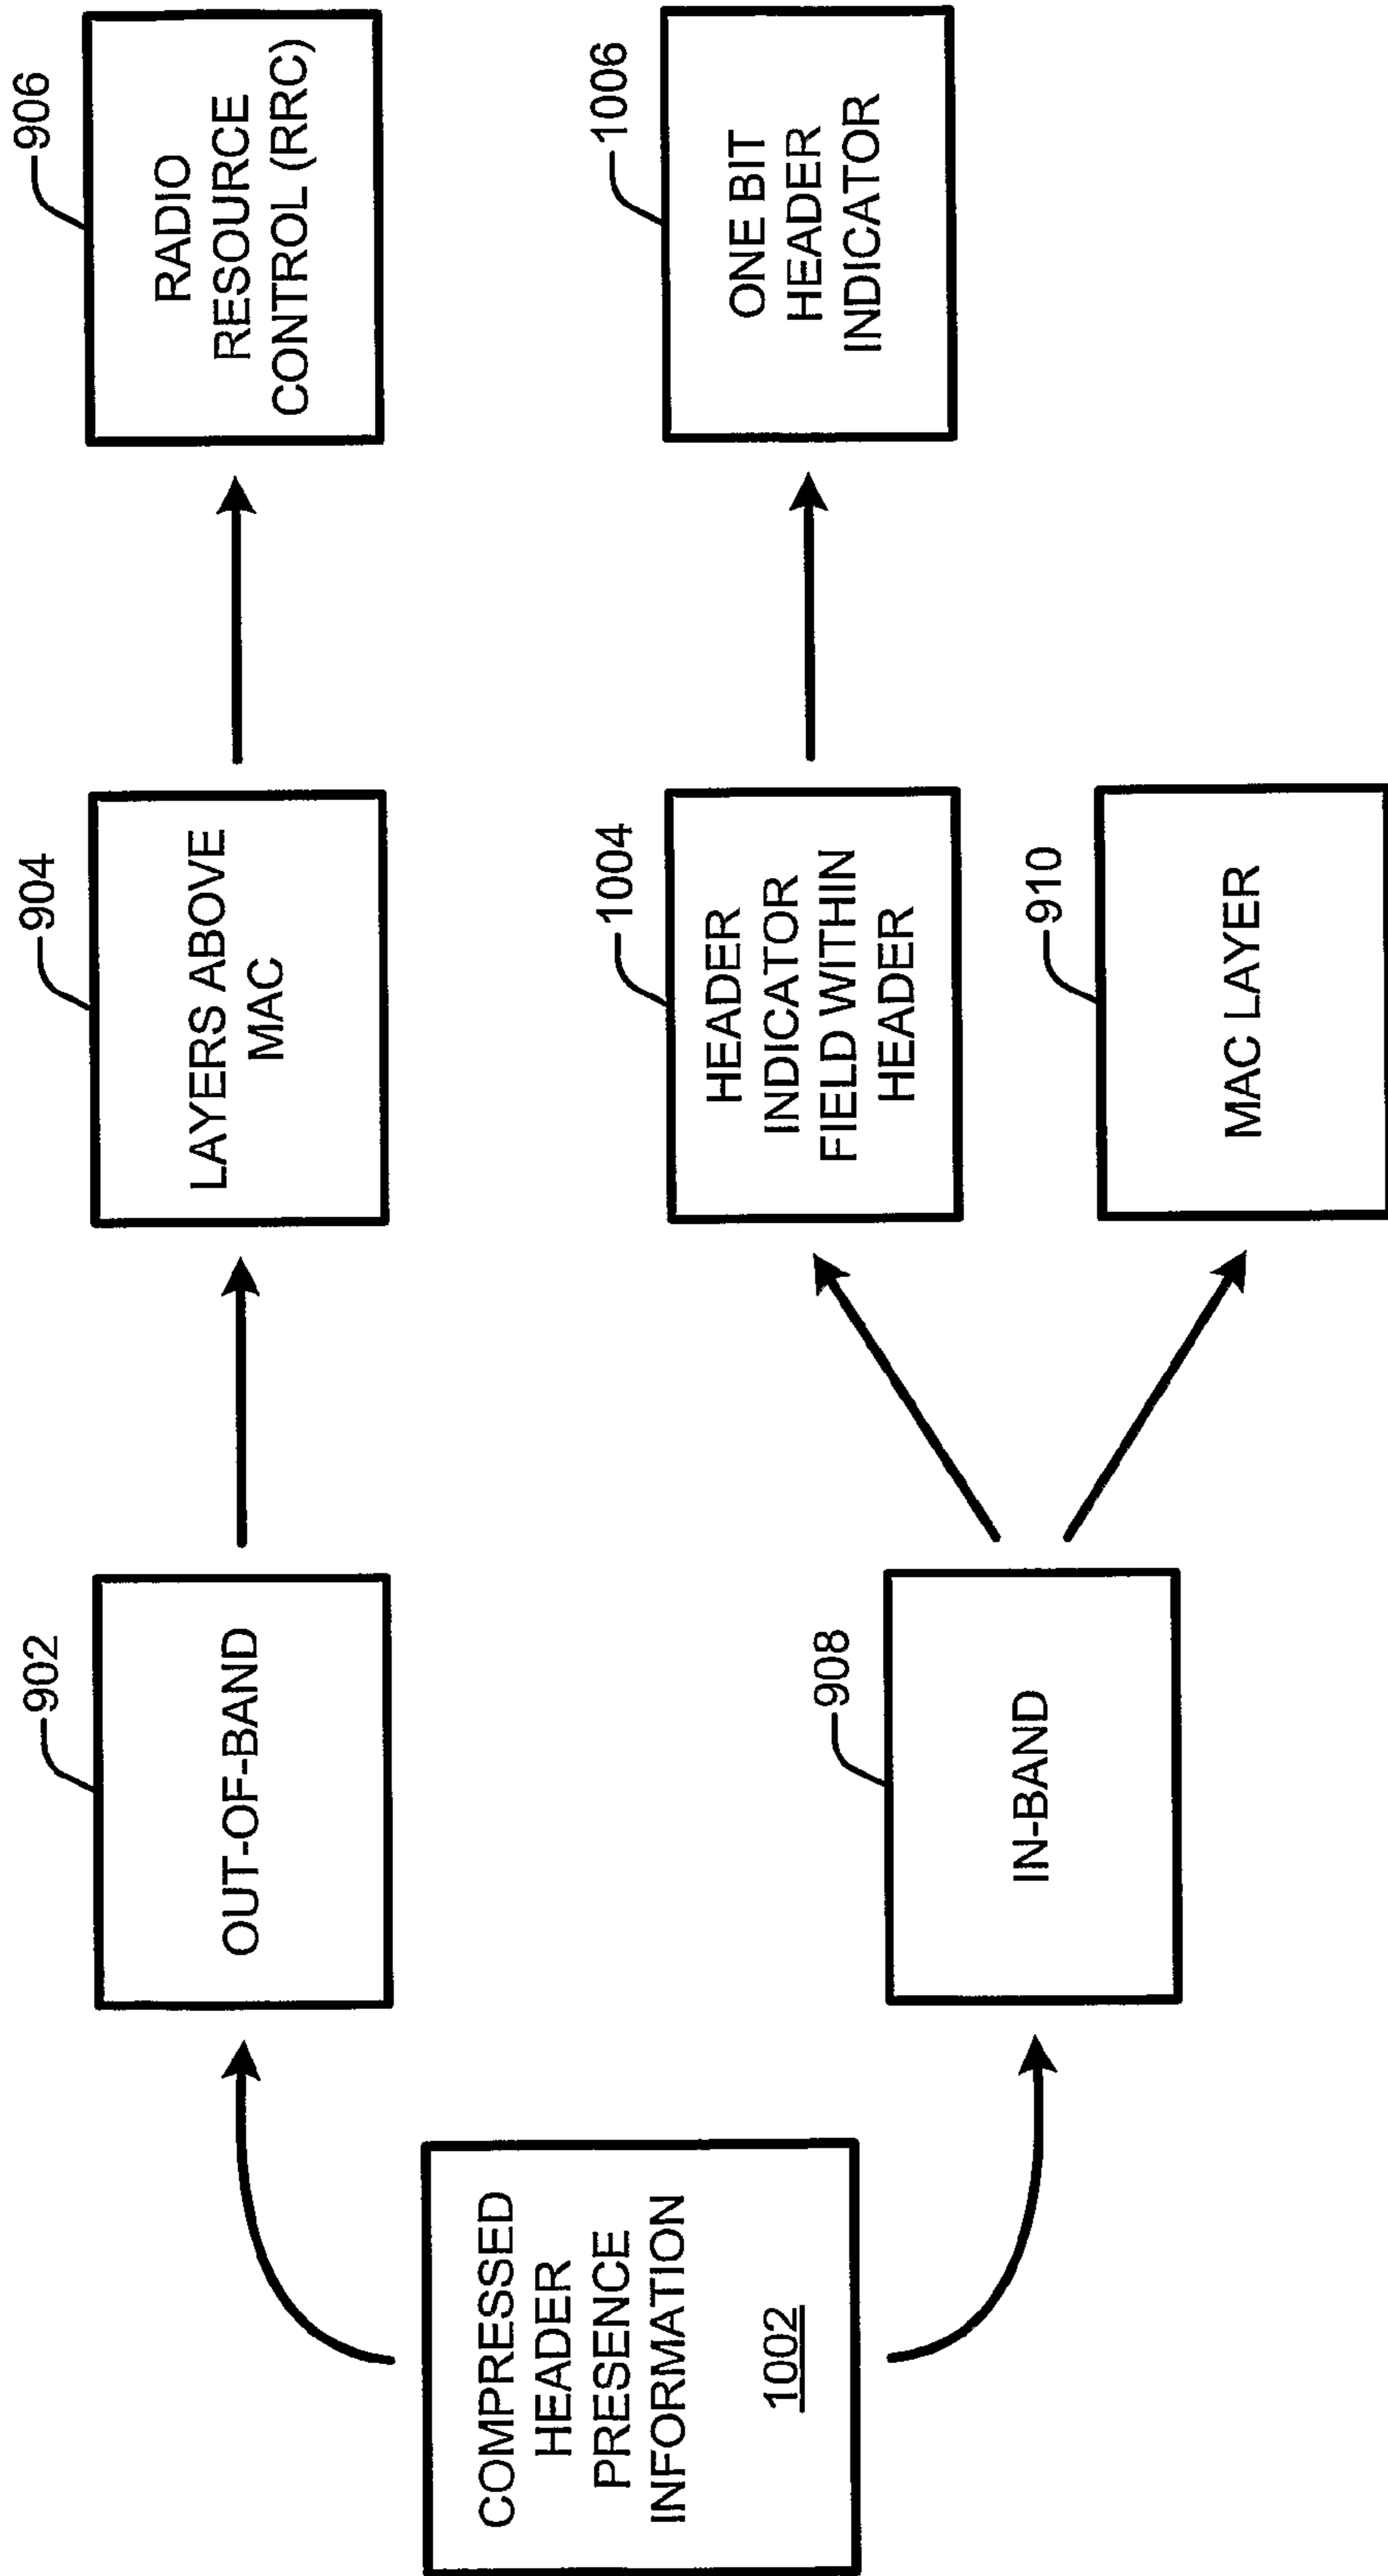 COMPRESSED
HEADER
PRESENCE
INFORMATION
1002
902
OUT-OF-BAND
904
LAYERS ABOVE
MAC
906
RADIO
RESOURCE
CONTROL (RRC)
908
IN-BAND
1004
HEADER
INDICATOR
FIELD WITHIN
HEADER
1006
ONE BIT
HEADER
INDICATOR
910
MAC LAYER